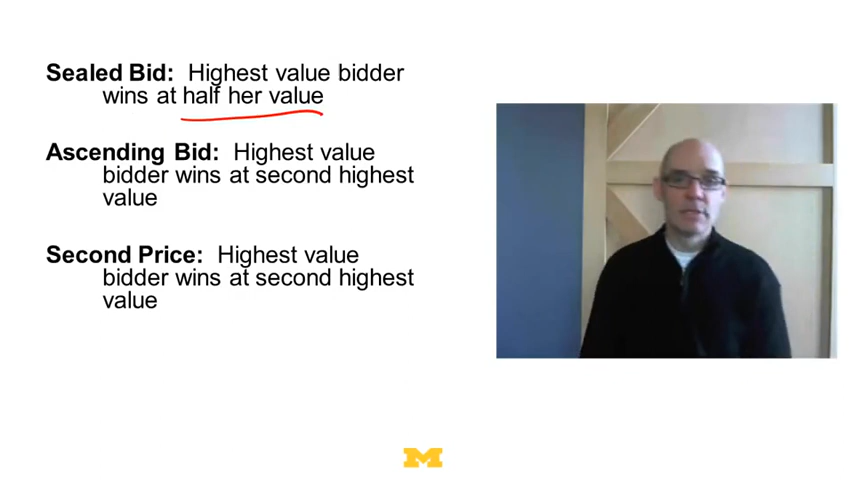 Sealed Bid: Highest value bidder
wins at half her value
Ascending Bid: Highest value
bidder wins at second highest
value
Second Price: Highest value
bidder wins at second highest
value
M